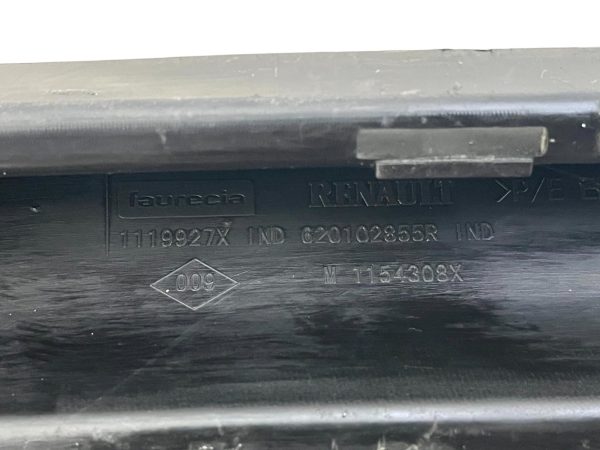 faurecia RENAULT >P/E
1119927X IND 620102855R IND
009 M 1154308X